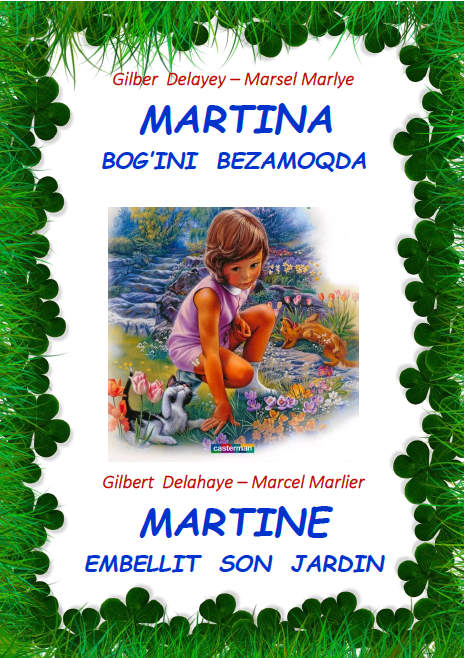 Gilber Delayey – Marsel Marlye
MARTINA
BOG'INI BEZAMOQDA
casterman
Gilbert Delahaye – Marcel Marlier
MARTINE
EMBELLIT SON JARDIN